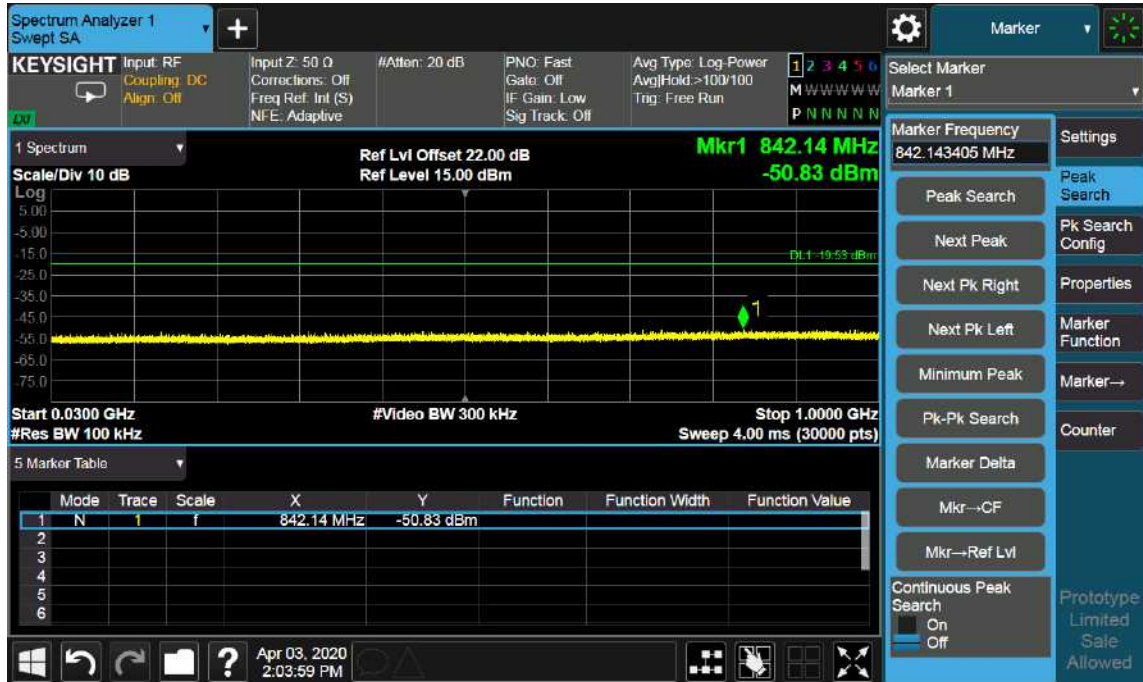 Spectrum Analyzer 1
Swept SA
+
Marker
KEYSIGHT
Input: RF
Coupling: DC
Align: Off
Input Z: 50 Ω
Corrections: Off
Freq Ref: Int (S)
NFE: Adaptive
#Atten: 20 dB
PNO: Fast
Gate: Off
IF Gain: Low
Sig Track: Off
Avg Type: Log-Power
Avg|Hold:>100/100
Trig: Free Run
1 2 3 4 5 6
M W W W W W
P N N N N N
LXI
Select Marker
Marker 1
1 Spectrum
Scale/Div 10 dB
Ref Lvl Offset 22.00 dB
Ref Level 15.00 dBm
Mkr1 842.14 MHz
-50.83 dBm
Log
5.00
-5.00
-15.0
-25.0
-35.0
-45.0
-55.0
-65.0
-75.0
DL1 -19.53 dBm
1
Start 0.0300 GHz
#Res BW 100 kHz
#Video BW 300 kHz
Stop 1.0000 GHz
Sweep 4.00 ms (30000 pts)
5 Marker Table
Mode Trace Scale X Y Function Function Width Function Value
1 N 1 f 842.14 MHz -50.83 dBm
2
3
4
5
6
Marker Frequency
842.143405 MHz
Peak Search
Next Peak
Next Pk Right
Next Pk Left
Minimum Peak
Pk-Pk Search
Marker Delta
Mkr→CF
Mkr→Ref Lvl
Continuous Peak
Search
On
Off
Settings
Peak
Search
Pk Search
Config
Properties
Marker
Function
Marker→
Counter
Prototype
Limited
Sale
Allowed
?
Apr 03, 2020
2:03:59 PM